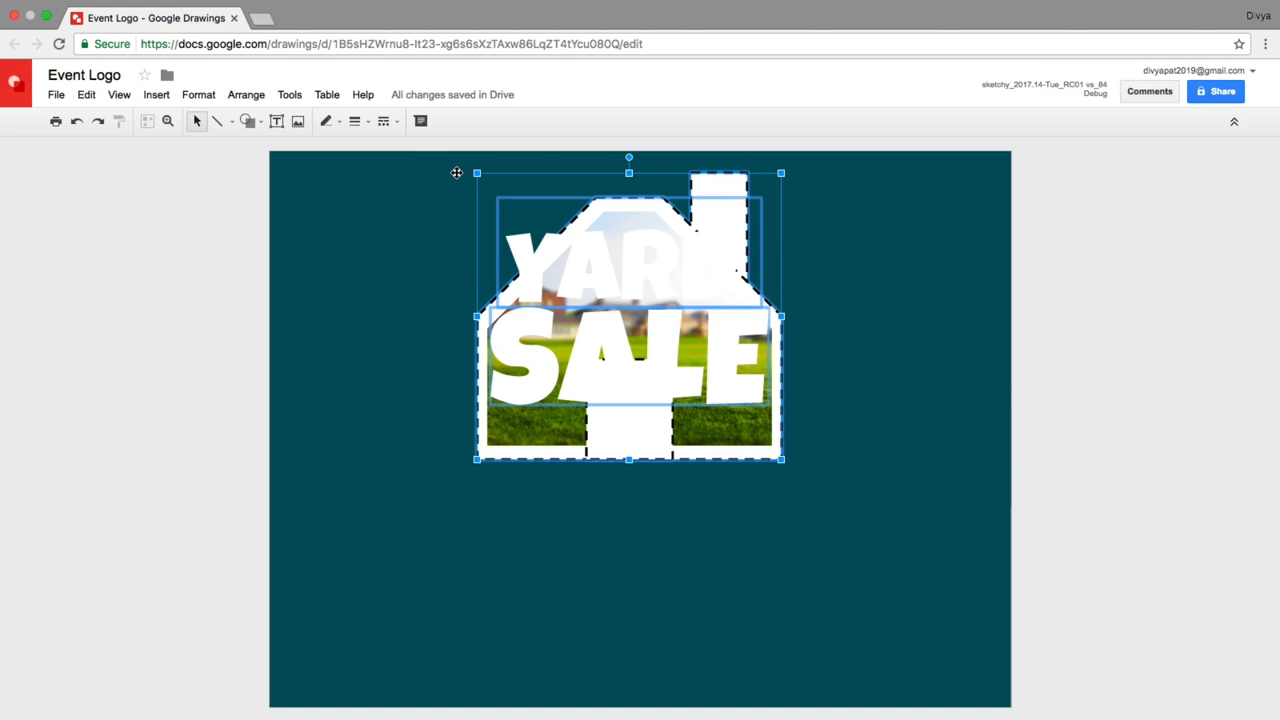 Event Logo - Google Drawings
Divya
Secure
https://docs.google.com/drawings/d/1B5sHZWrnu8-It23-xg6s6sXzTAxw86LqZT4tYcu080Q/edit
Event Logo
divyapat2019@gmail.com
File Edit View Insert Format Arrange Tools Table Help All changes saved in Drive
sketchy_2017.14-Tue_RC01 vs_84
Debug
Comments
Share
YARD
SALE